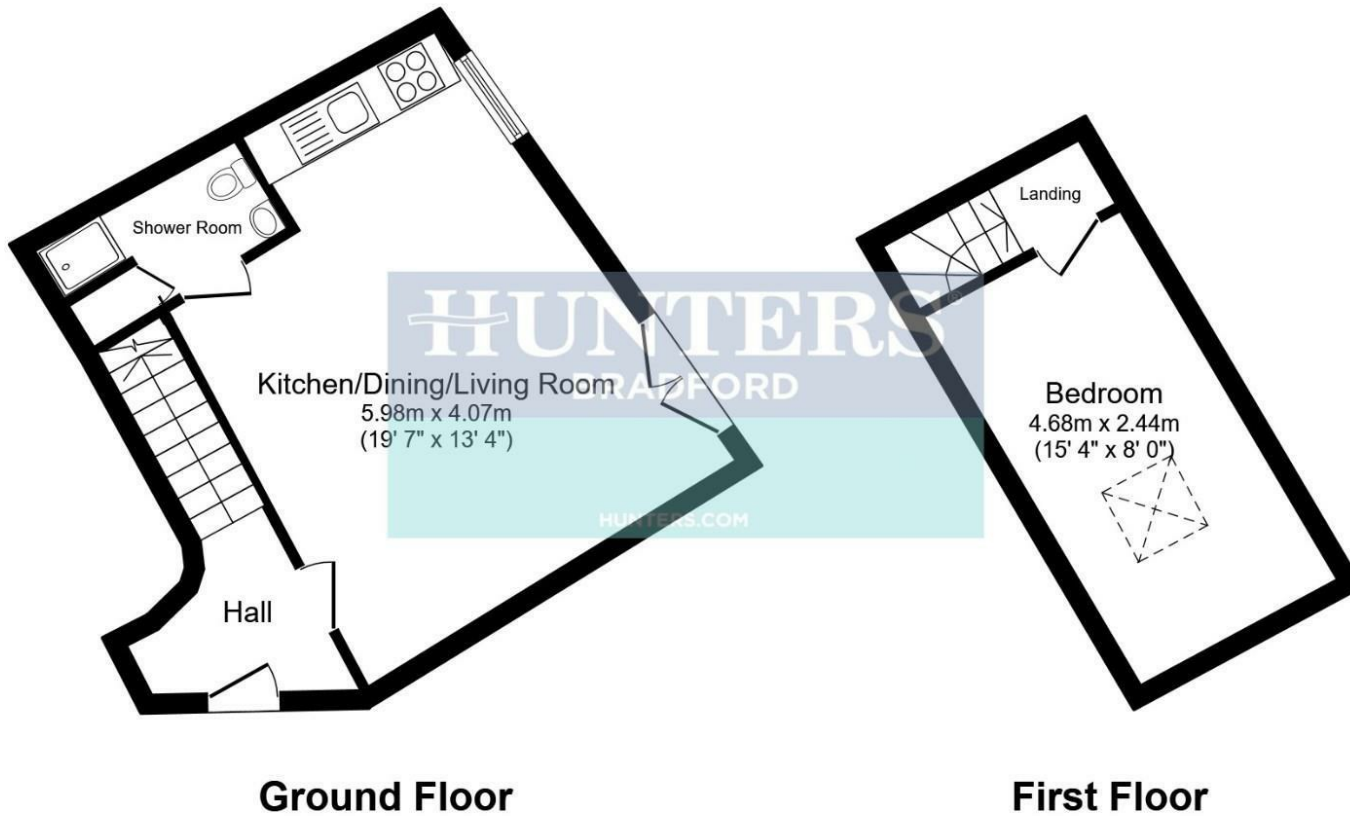 Shower Room
Kitchen/Dining/Living Room
5.98m x 4.07m
(19' 7" x 13' 4")
Hall
Landing
Bedroom
4.68m x 2.44m
(15' 4" x 8' 0")
HUNTERS®
BRADFORD
HUNTERS.COM
Ground Floor
First Floor